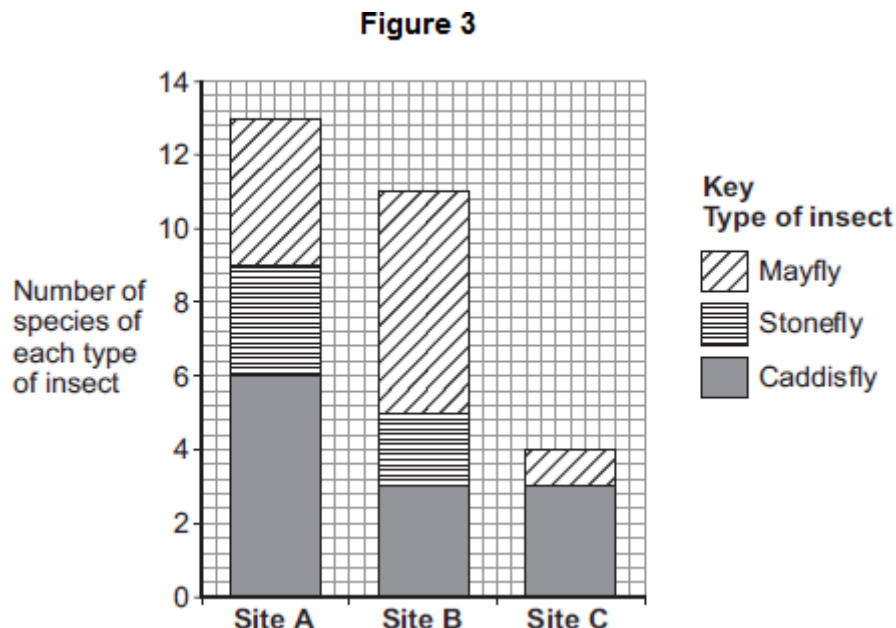 Figure 3
14
12
10
8
6
4
2
0
Number of
species of
each type
of insect
Site A
Site B
Site C
Key
Type of insect
Mayfly
Stonefly
Caddisfly